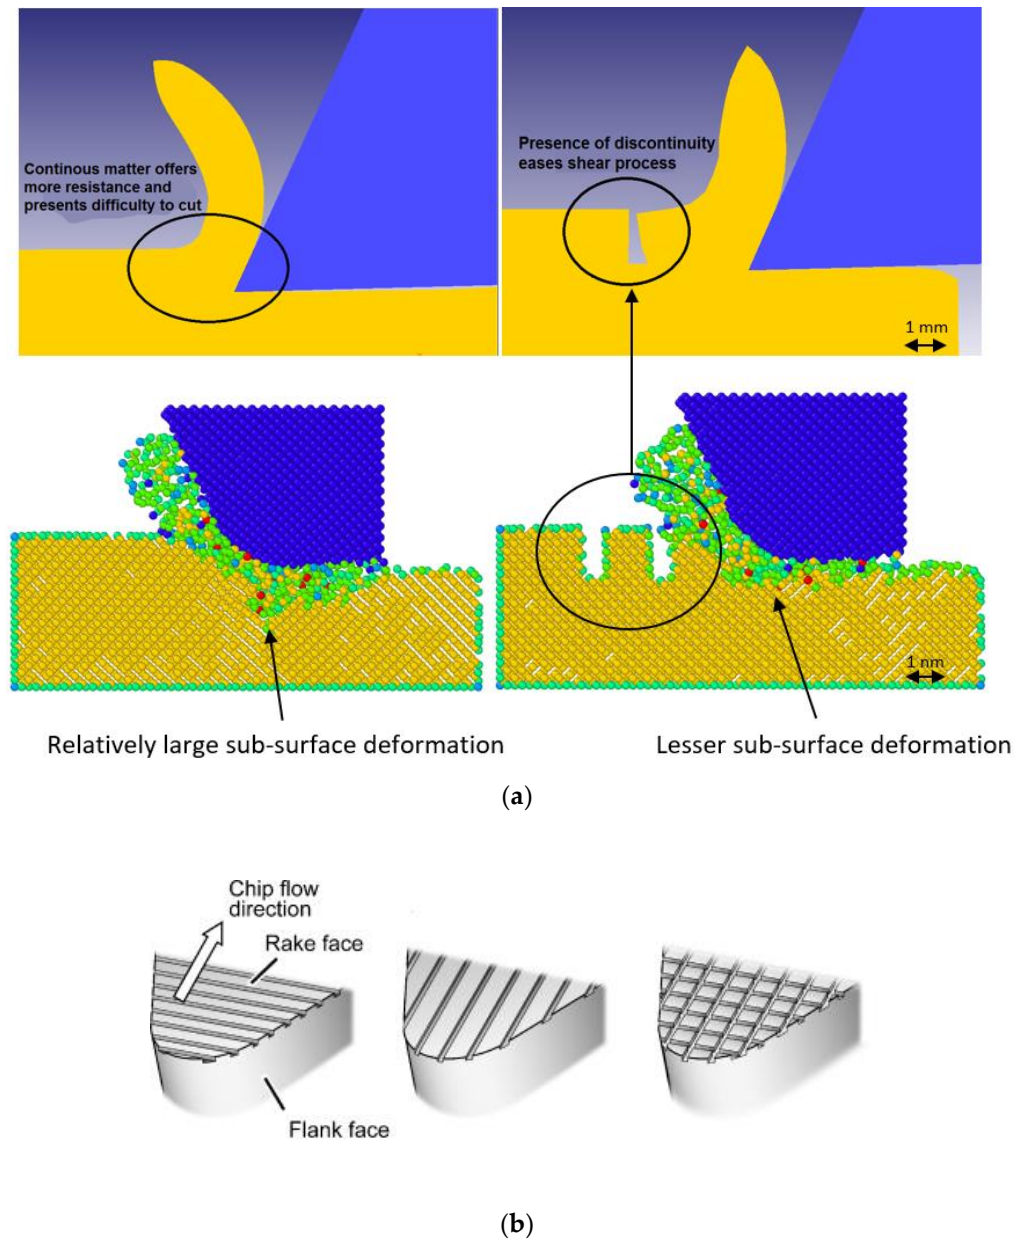 Continous matter offers
more resistance and
presents difficulty to cut
Presence of discontinuity
eases shear process
1 mm
1 nm
Relatively large sub-surface deformation
Lesser sub-surface deformation
(a)
Chip flow
direction
Rake face
Flank face
(b)